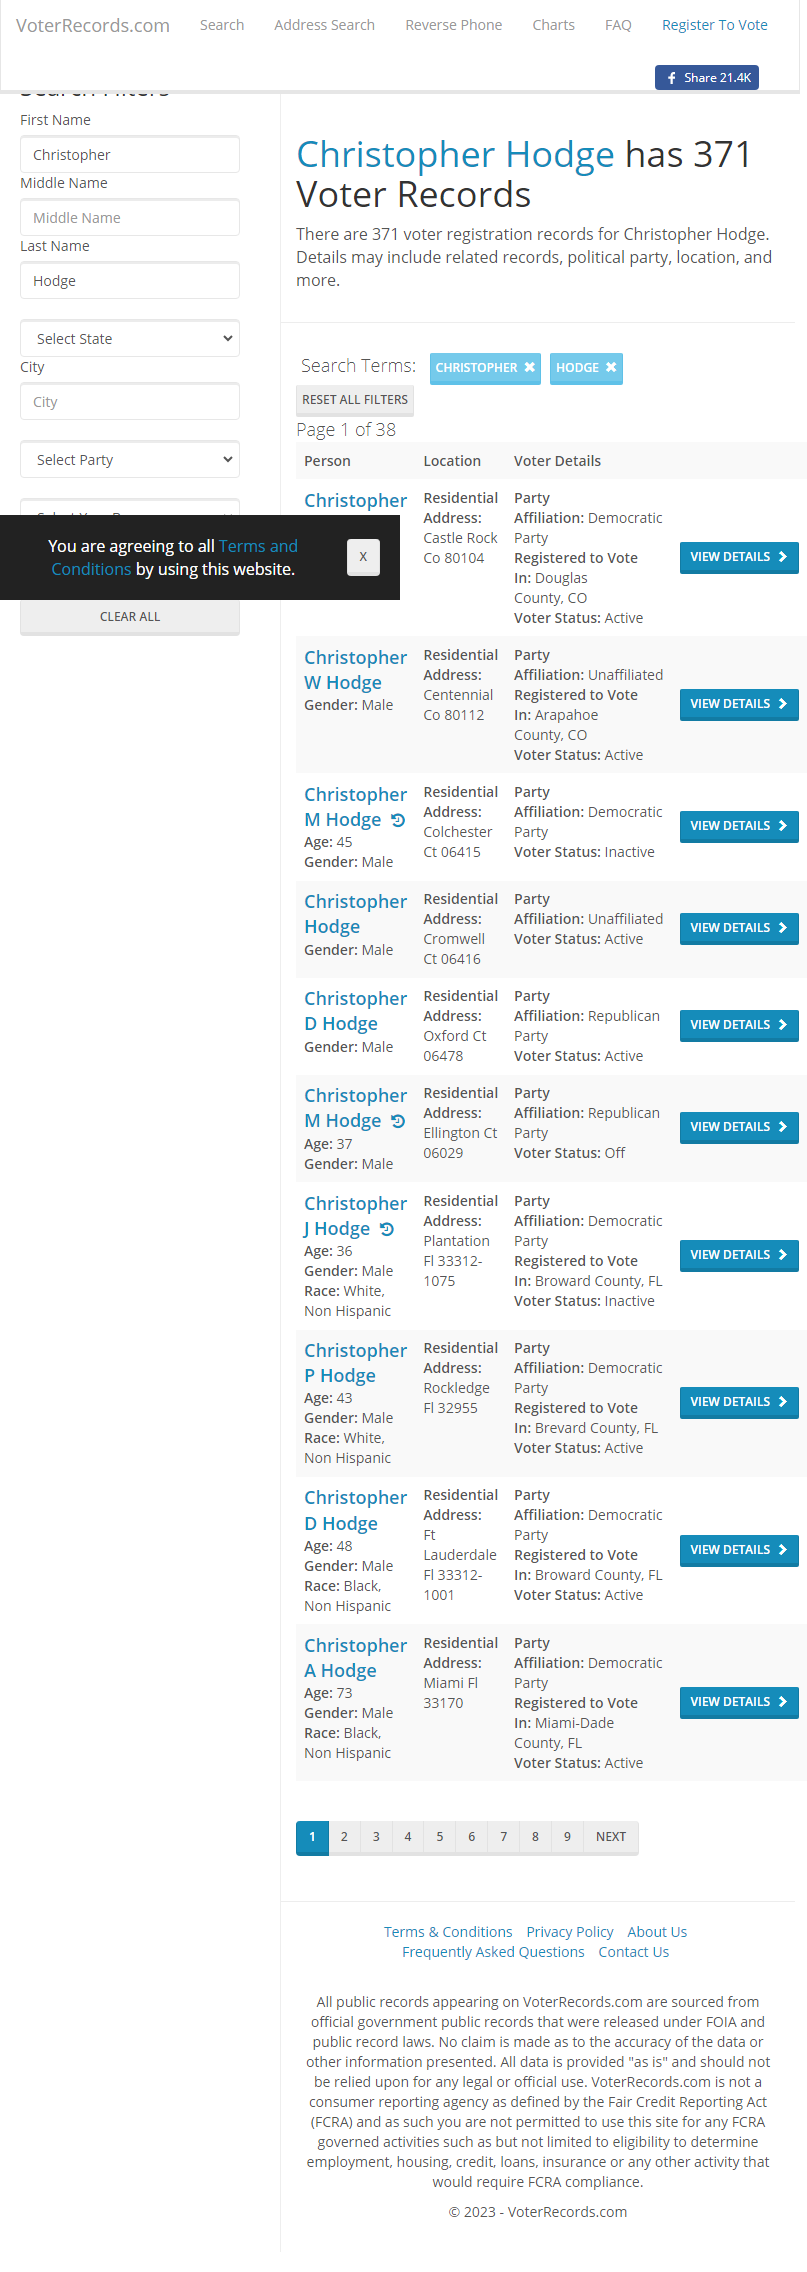 VoterRecords.com Search Address Search Reverse Phone Charts FAQ Register To Vote
Share 21.4K
Search Filters
First Name
Christopher
Middle Name
Middle Name
Last Name
Hodge
Select State
City
City
Select Party
You are agreeing to all Terms and
Conditions by using this website.
X
CLEAR ALL
Christopher Hodge has 371
Voter Records
There are 371 voter registration records for Christopher Hodge.
Details may include related records, political party, location, and
more.
Search Terms: CHRISTOPHER ✖ HODGE ✖
RESET ALL FILTERS
Page 1 of 38
Person Location Voter Details
Christopher
Residential
Address:
Castle Rock
Co 80104
Party
Affiliation: Democratic
Party
Registered to Vote
In: Douglas
County, CO
Voter Status: Active
VIEW DETAILS
Christopher
W Hodge
Gender: Male
Residential
Address:
Centennial
Co 80112
Party
Affiliation: Unaffiliated
Registered to Vote
In: Arapahoe
County, CO
Voter Status: Active
VIEW DETAILS
Christopher
M Hodge
Age: 45
Gender: Male
Residential
Address:
Colchester
Ct 06415
Party
Affiliation: Democratic
Party
Voter Status: Inactive
VIEW DETAILS
Christopher
Hodge
Gender: Male
Residential
Address:
Cromwell
Ct 06416
Party
Affiliation: Unaffiliated
Voter Status: Active
VIEW DETAILS
Christopher
D Hodge
Gender: Male
Residential
Address:
Oxford Ct
06478
Party
Affiliation: Republican
Party
Voter Status: Active
VIEW DETAILS
Christopher
M Hodge
Age: 37
Gender: Male
Residential
Address:
Ellington Ct
06029
Party
Affiliation: Republican
Party
Voter Status: Off
VIEW DETAILS
Christopher
J Hodge
Age: 36
Gender: Male
Race: White,
Non Hispanic
Residential
Address:
Plantation
Fl 33312-
1075
Party
Affiliation: Democratic
Party
Registered to Vote
In: Broward County, FL
Voter Status: Inactive
VIEW DETAILS
Christopher
P Hodge
Age: 43
Gender: Male
Race: White,
Non Hispanic
Residential
Address:
Rockledge
Fl 32955
Party
Affiliation: Democratic
Party
Registered to Vote
In: Brevard County, FL
Voter Status: Active
VIEW DETAILS
Christopher
D Hodge
Age: 48
Gender: Male
Race: Black,
Non Hispanic
Residential
Address:
Ft
Lauderdale
Fl 33312-
1001
Party
Affiliation: Democratic
Party
Registered to Vote
In: Broward County, FL
Voter Status: Active
VIEW DETAILS
Christopher
A Hodge
Age: 73
Gender: Male
Race: Black,
Non Hispanic
Residential
Address:
Miami Fl
33170
Party
Affiliation: Democratic
Party
Registered to Vote
In: Miami-Dade
County, FL
Voter Status: Active
VIEW DETAILS
1 2 3 4 5 6 7 8 9 NEXT
Terms & Conditions Privacy Policy About Us
Frequently Asked Questions Contact Us
All public records appearing on VoterRecords.com are sourced from
official government public records that were released under FOIA and
public record laws. No claim is made as to the accuracy of the data or
other information presented. All data is provided "as is" and should not
be relied upon for any legal or official use. VoterRecords.com is not a
consumer reporting agency as defined by the Fair Credit Reporting Act
(FCRA) and as such you are not permitted to use this site for any FCRA
governed activities such as but not limited to eligibility to determine
employment, housing, credit, loans, insurance or any other activity that
would require FCRA compliance.
© 2023 - VoterRecords.com